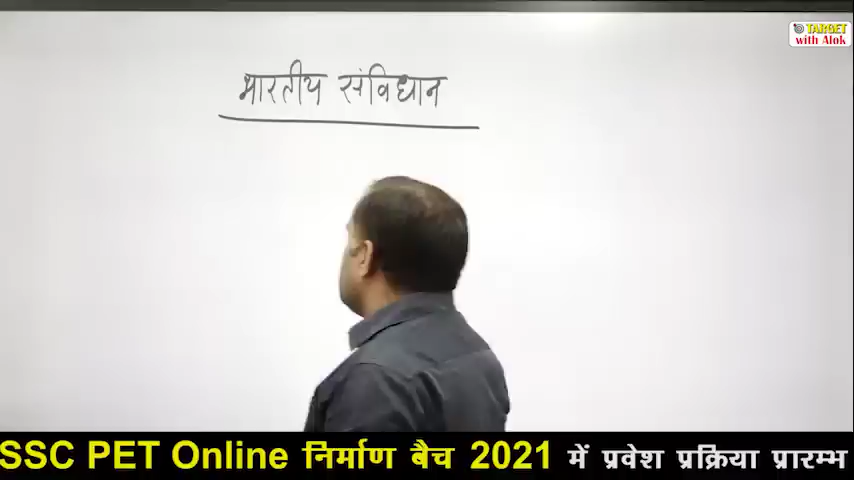 TARGET
with Alok
भारतीय संविधान
SSC PET Online निर्माण बैच 2021 में प्रवेश प्रक्रिया प्रारम्भ